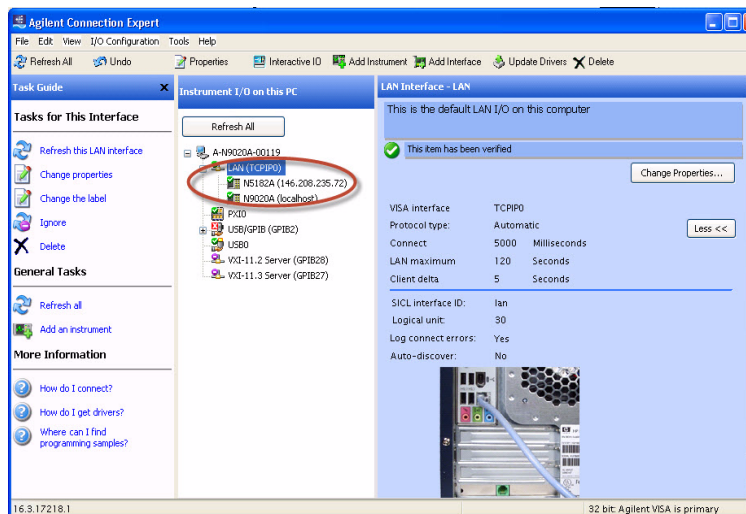 Agilent Connection Expert
File Edit View I/O Configuration Tools Help
Refresh All Undo Properties Interactive IO Add Instrument Add Interface Update Drivers Delete
Task Guide
Tasks for This Interface
Refresh this LAN interface
Change properties
Change the label
Ignore
Delete
General Tasks
Refresh all
Add an instrument
More Information
How do I connect?
How do I get drivers?
Where can I find
programming samples?
Instrument I/O on this PC
Refresh All
A-N9020A-00119
LAN (TCPIP0)
N5182A (146.208.235.72)
N9020A (localhost)
PXI0
USB/GPIB (GPIB2)
USB0
VXI-11.2 Server (GPIB28)
VXI-11.3 Server (GPIB27)
LAN Interface - LAN
This is the default LAN I/O on this computer
This item has been verified
Change Properties...
VISA interface TCPIP0
Protocol type: Automatic
Less <<
Connect 5000 Milliseconds
LAN maximum 120 Seconds
Client delta 5 Seconds
SICL interface ID: lan
Logical unit: 30
Log connect errors: Yes
Auto-discover: No
16.3.17218.1
32 bit: Agilent VISA is primary